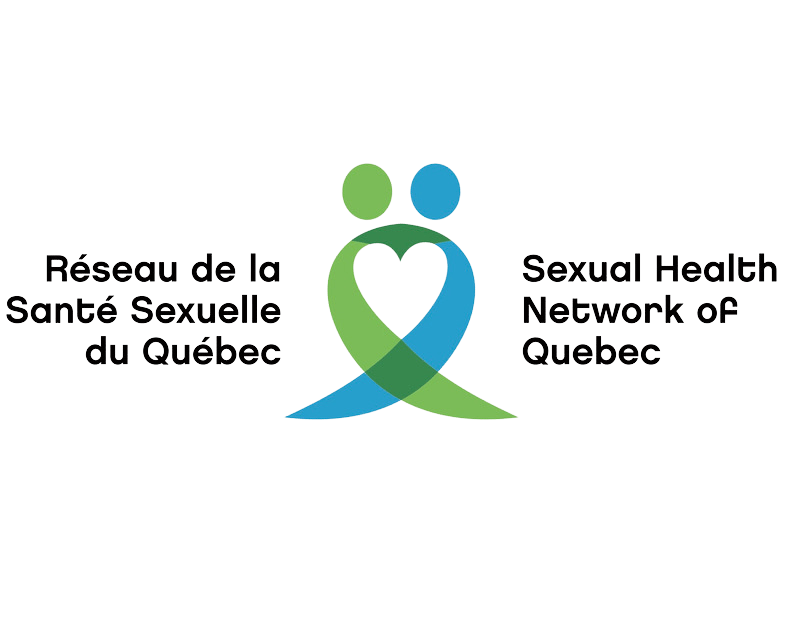 Réseau de la
Santé Sexuelle
du Québec
Sexual Health
Network of
Quebec